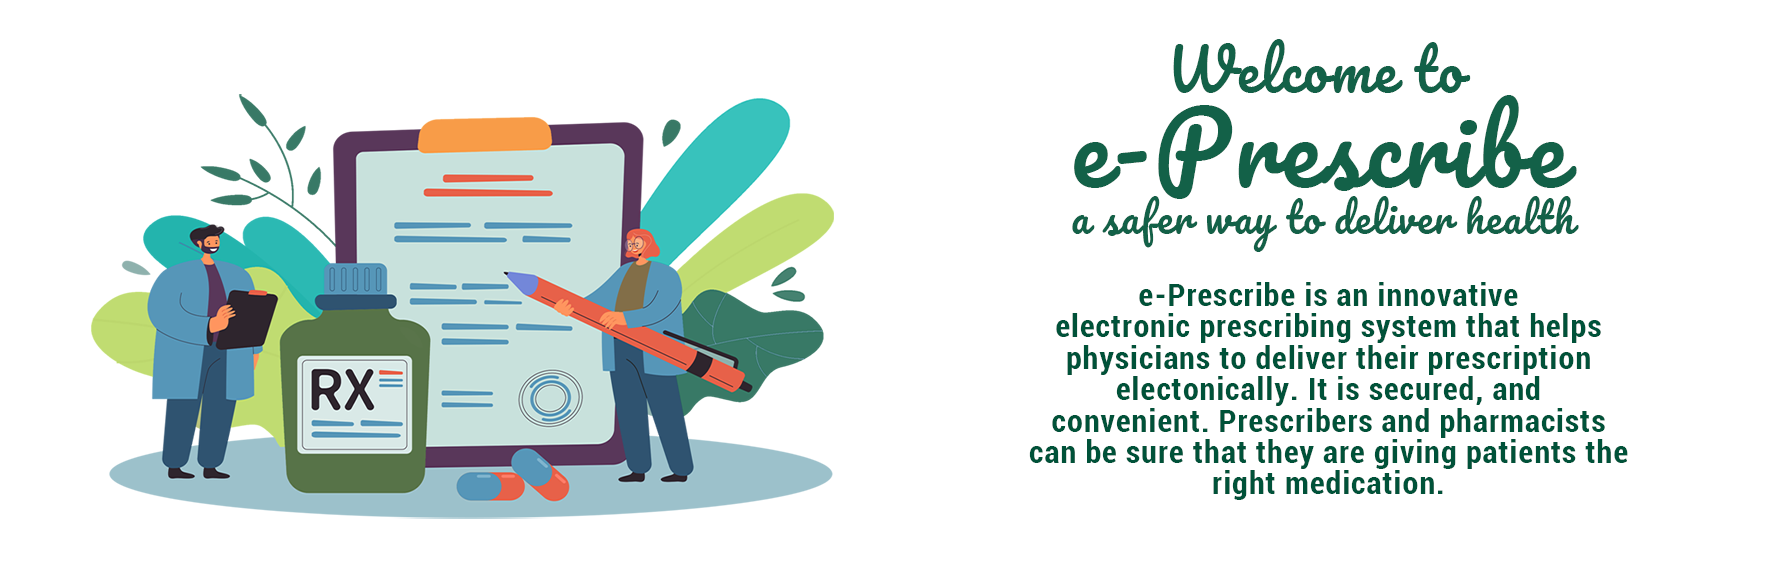 Welcome to
e-Prescribe
a safer way to deliver health
e-Prescribe is an innovative
electronic prescribing system that helps
physicians to deliver their prescription
electonically. It is secured, and
convenient. Prescribers and pharmacists
can be sure that they are giving patients the
right medication.
RX